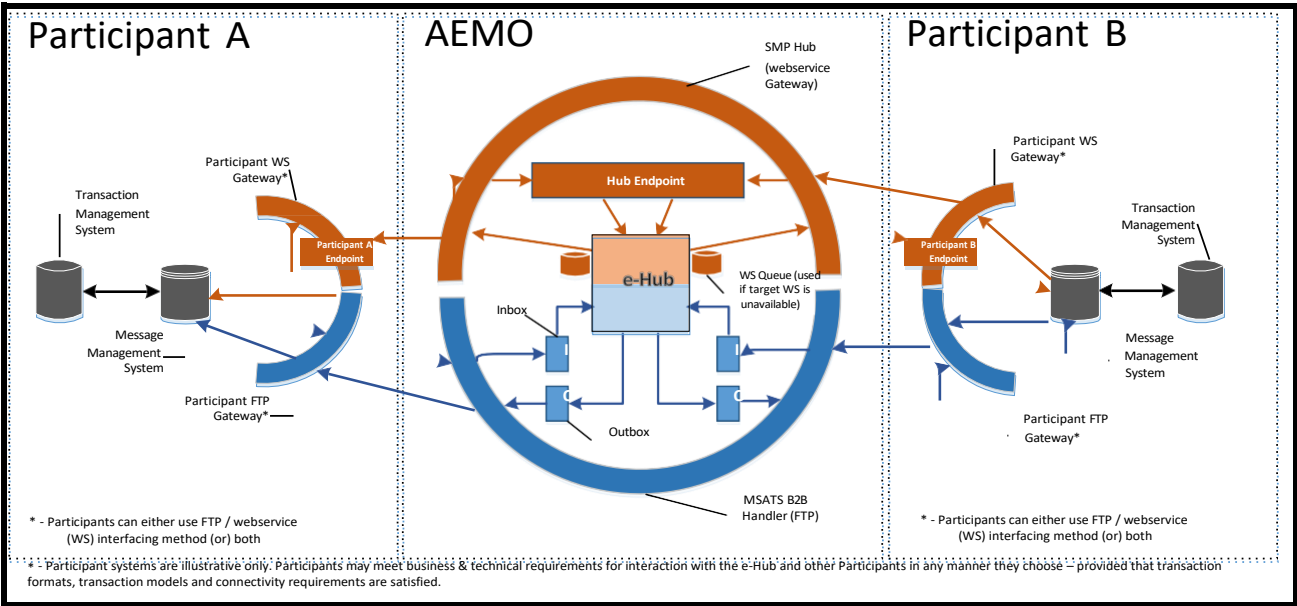 Participant A
AEMO
Participant B
SMP Hub
(webservice
Gateway)
Participant WS
Gateway*
Transaction
Management
System
Participant A
Endpoint
Message
Management
System
Participant FTP
Gateway*
Hub Endpoint
e-Hub
WS Queue (used
if target WS is
unavailable)
Inbox
I
I
O
O
Outbox
MSATS B2B
Handler (FTP)
Participant WS
Gateway*
Transaction
Management
System
Participant B
Endpoint
Message
Management
System
Participant FTP
Gateway*
* - Participants can either use FTP / webservice
(WS) interfacing method (or) both
* - Participants can either use FTP / webservice
(WS) interfacing method (or) both
* - Participant systems are illustrative only. Participants may meet business & technical requirements for interaction with the e-Hub and other Participants in any manner they choose – provided that transaction
formats, transaction models and connectivity requirements are satisfied.